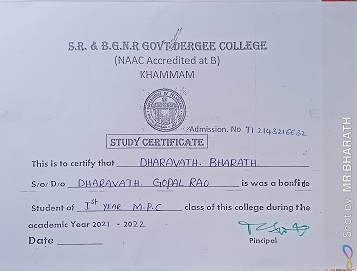 S.R. & B.G.N.R GOVT DERGEE COLLEGE
(NAAC Accredited at B)
KHAMMAM
Admission. No TI 2143216632
STUDY CERTIFICATE
This is to certify that DHARAVATH. BHARATH
S/o/ D/o DHARAVATH GOPAL RAO is was a bonfide
Student of Ist YEAR M.P.C class of this college during the
academic Year 2021 - 2022
Date
Pincipal
Shot By MR BHARATH